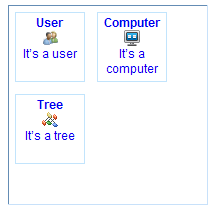 User
It's a user
Computer
It's a
computer
Tree
It's a tree